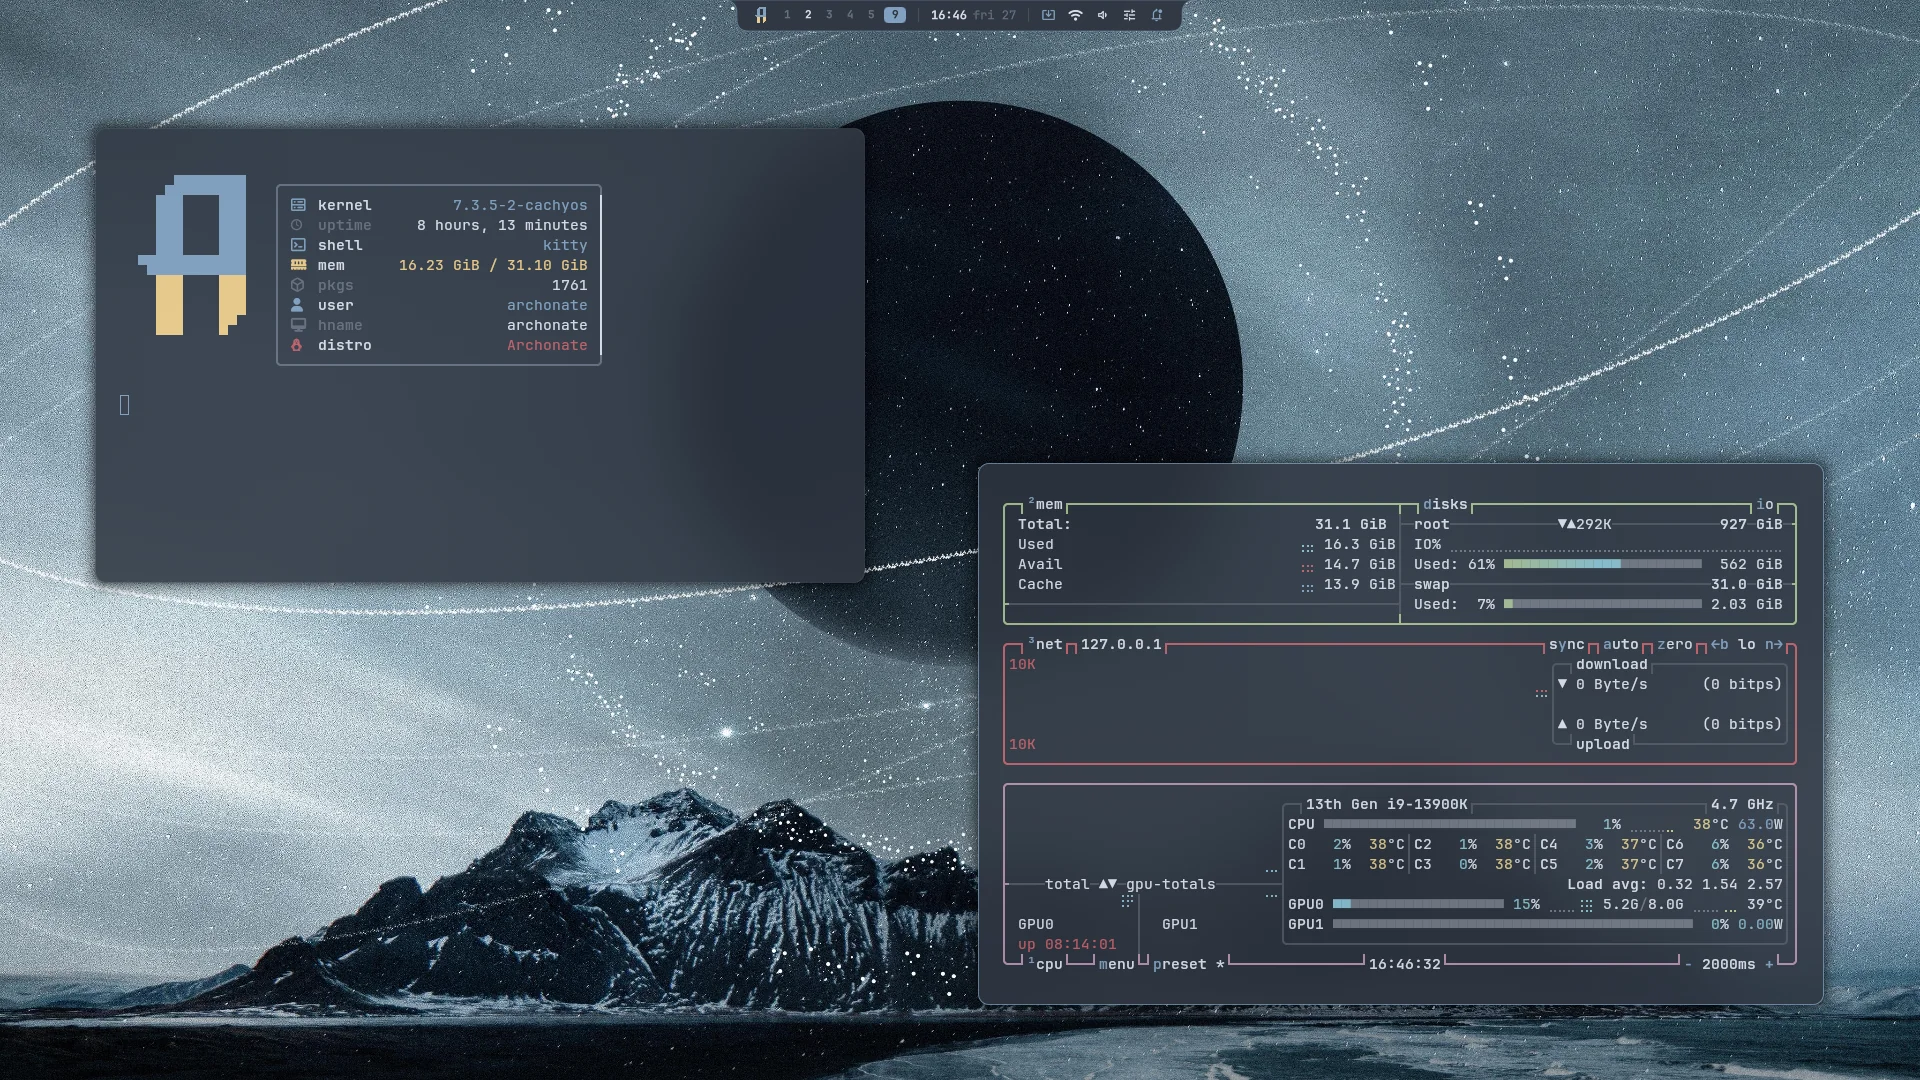 1 2 3 4 5 9 16:46 fri 27
kernel 7.3.5-2-cachyos
uptime 8 hours, 13 minutes
shell kitty
mem 16.23 GiB / 31.10 GiB
pkgs 1761
user archonate
hname archonate
distro Archonate
²mem disks io
Total: 31.1 GiB root ▼▲292K 927 GiB
Used 16.3 GiB IO%
Avail 14.7 GiB Used: 61% 562 GiB
Cache 13.9 GiB swap 31.0 GiB
Used: 7% 2.03 GiB
³net 127.0.0.1 sync auto zero ←b lo n→
10K download
▼ 0 Byte/s (0 bitps)
▲ 0 Byte/s (0 bitps)
10K upload
13th Gen i9-13900K 4.7 GHz
CPU 1% 38°C 63.0W
C0 2% 38°C C2 1% 38°C C4 3% 37°C C6 6% 36°C
C1 1% 38°C C3 0% 38°C C5 2% 37°C C7 6% 36°C
total ▲▼ gpu-totals Load avg: 0.32 1.54 2.57
GPU0 15% 5.2G/8.0G 39°C
GPU0 GPU1 GPU1 0% 0.00W
up 08:14:01
¹cpu menu preset * 16:46:32 - 2000ms +